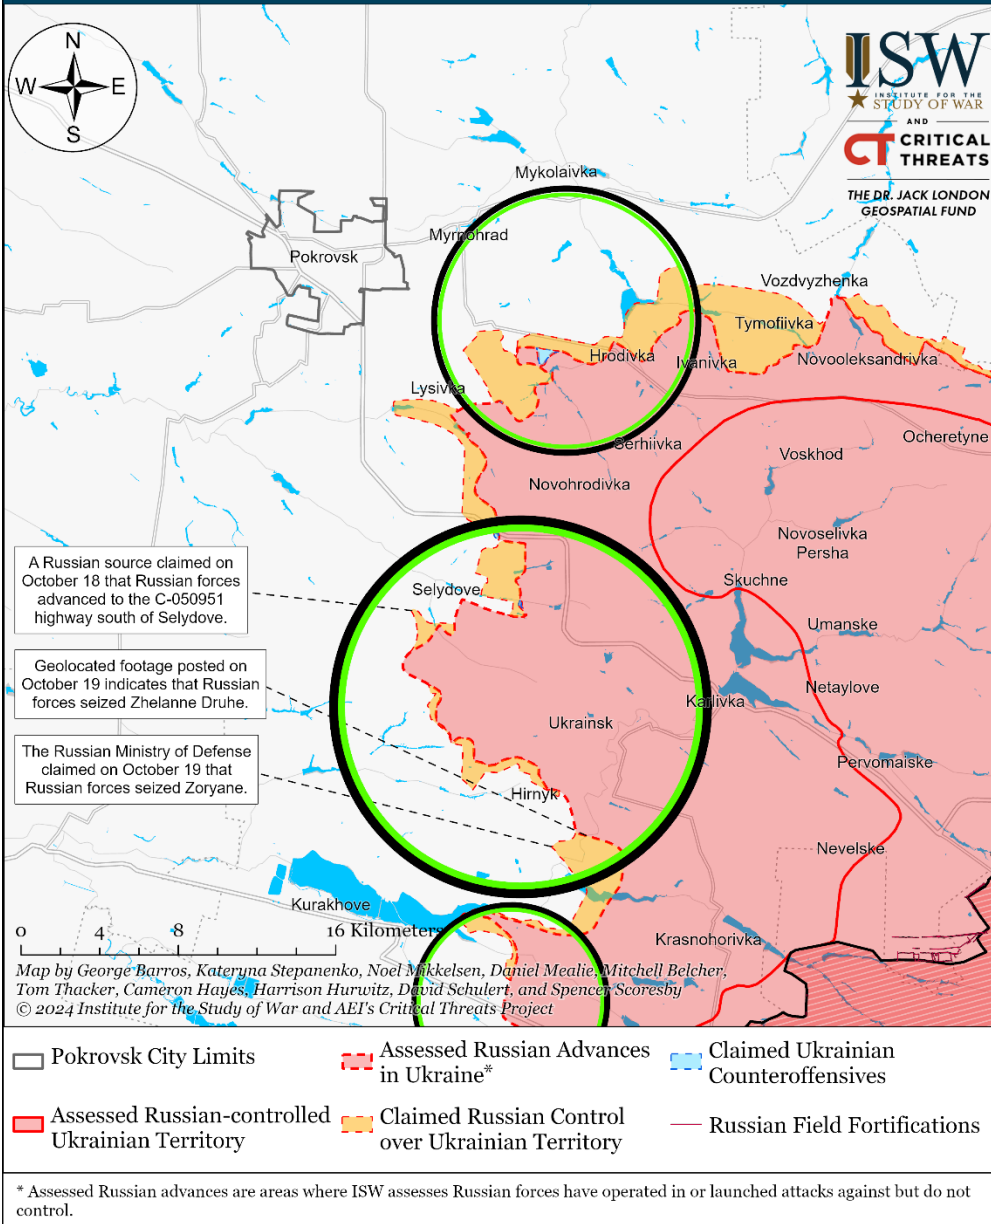 N
W
E
S
ISW
INSTITUTE FOR THE
STUDY OF WAR
AND
CT CRITICAL
THREATS
THE DR. JACK LONDON
GEOSPATIAL FUND
Mykolaivka
Myrnohrad
Pokrovsk
Vozdvyzhenka
Tymofiivka
Hrodivka
Ivanivka
Novooleksandrivka
Lysivka
Ocheretyne
Serhiivka
Voskhod
Novohrodivka
Novoselivka
Persha
A Russian source claimed on
October 18 that Russian forces
advanced to the C-050951
highway south of Selydove.
Selydove
Skuchne
Umanske
Geolocated footage posted on
October 19 indicates that Russian
forces seized Zhelanne Druhe.
Netaylove
Karlivka
Ukrainsk
The Russian Ministry of Defense
claimed on October 19 that
Russian forces seized Zoryane.
Pervomaiske
Hirnyk
Nevelske
Kurakhove
Krasnohorivka
0 4 8 16 Kilometers
Map by George Barros, Kateryna Stepanenko, Noel Mikkelsen, Daniel Mealie, Mitchell Belcher,
Tom Thacker, Cameron Hayes, Harrison Hurwitz, David Schulert, and Spencer Scoresby
© 2024 Institute for the Study of War and AEI's Critical Threats Project
Pokrovsk City Limits
Assessed Russian Advances
in Ukraine*
Claimed Ukrainian
Counteroffensives
Assessed Russian-controlled
Ukrainian Territory
Claimed Russian Control
over Ukrainian Territory
Russian Field Fortifications
* Assessed Russian advances are areas where ISW assesses Russian forces have operated in or launched attacks against but do not
control.